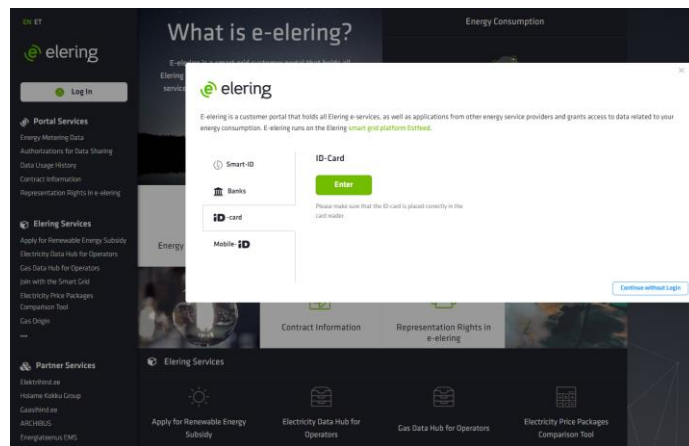 EN ET
elering
Log In
Portal Services
Energy Metering Data
Authorizations for Data Sharing
Data Usage History
Contract Information
Representation Rights in e-elering
Elering Services
Apply for Renewable Energy Subsidy
Electricity Data Hub for Operators
Gas Data Hub for Operators
Join with the Smart Grid
Electricity Price Packages
Comparison Tool
Gas Origin
Partner Services
Elektrihind.ee
Holame Kokku Group
Gaasihind.ee
ARCHIBUS
Energiateenus EMS
What is e-elering?
Elering
Energy Consumption
elering
E-elering is a customer portal that holds all Elering e-services, as well as applications from other energy service providers and grants access to data related to your
energy consumption. E-elering runs on the Elering smart grid platform Estfeed.
Smart-ID
Banks
iD-card
Mobile-iD
ID-Card
Enter
Please make sure that the ID-card is placed correctly in the
card reader.
Continue without Login
Energy
Contract Information
Representation Rights in
e-elering
Elering Services
Apply for Renewable Energy
Subsidy
Electricity Data Hub for
Operators
Gas Data Hub for Operators
Electricity Price Packages
Comparison Tool